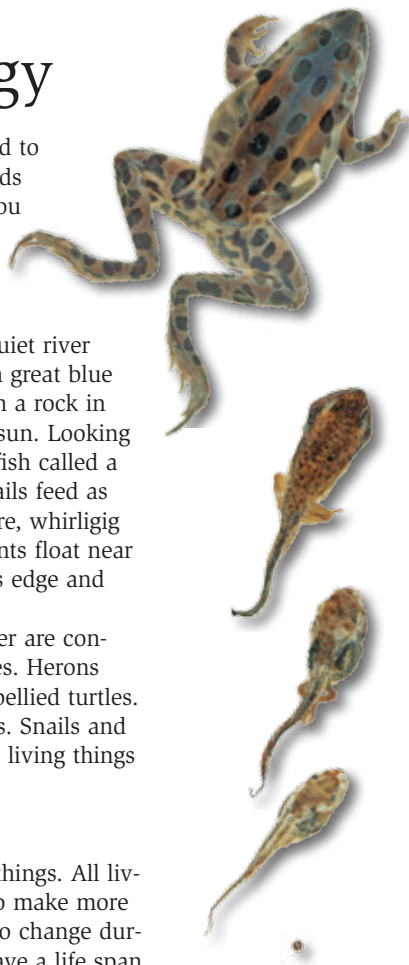 gy
d to
ds
ou
uiet river
great blue
n a rock in
sun. Looking
fish called a
ails feed as
re, whirligig
nts float near
s edge and
er are con-
es. Herons
bellied turtles.
s. Snails and
living things
things. All liv-
o make more
o change dur-
ave a life span